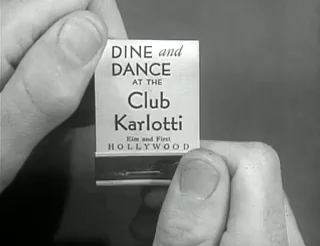 DINE and
DANCE
AT THE
Club
Karlotti
Elm and First
HOLLYWOOD